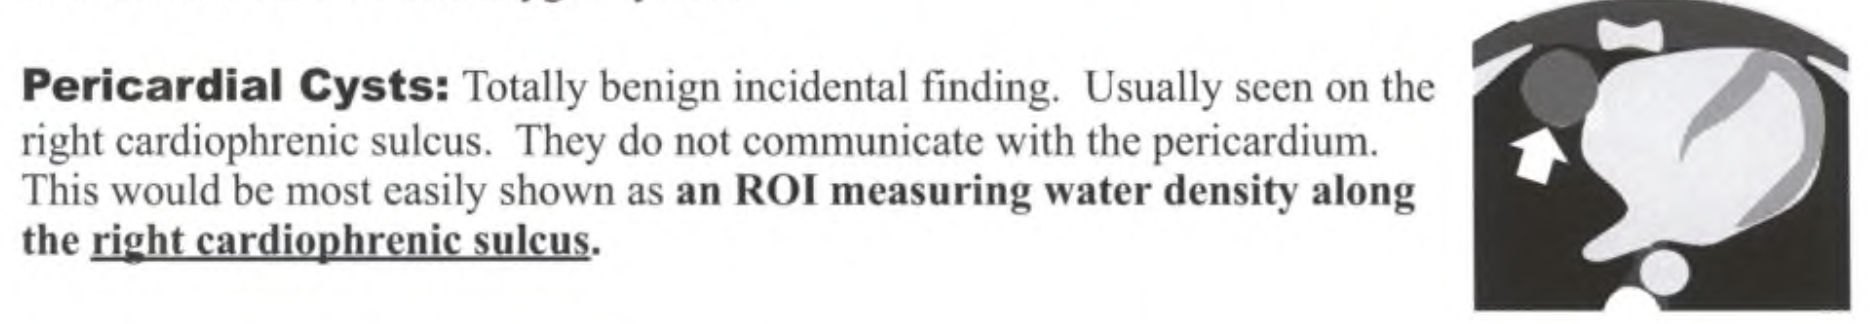 Pericardial Cysts: Totally benign incidental finding. Usually seen on the
right cardiophrenic sulcus. They do not communicate with the pericardium.
This would be most easily shown as an ROI measuring water density along
the right cardiophrenic sulcus.